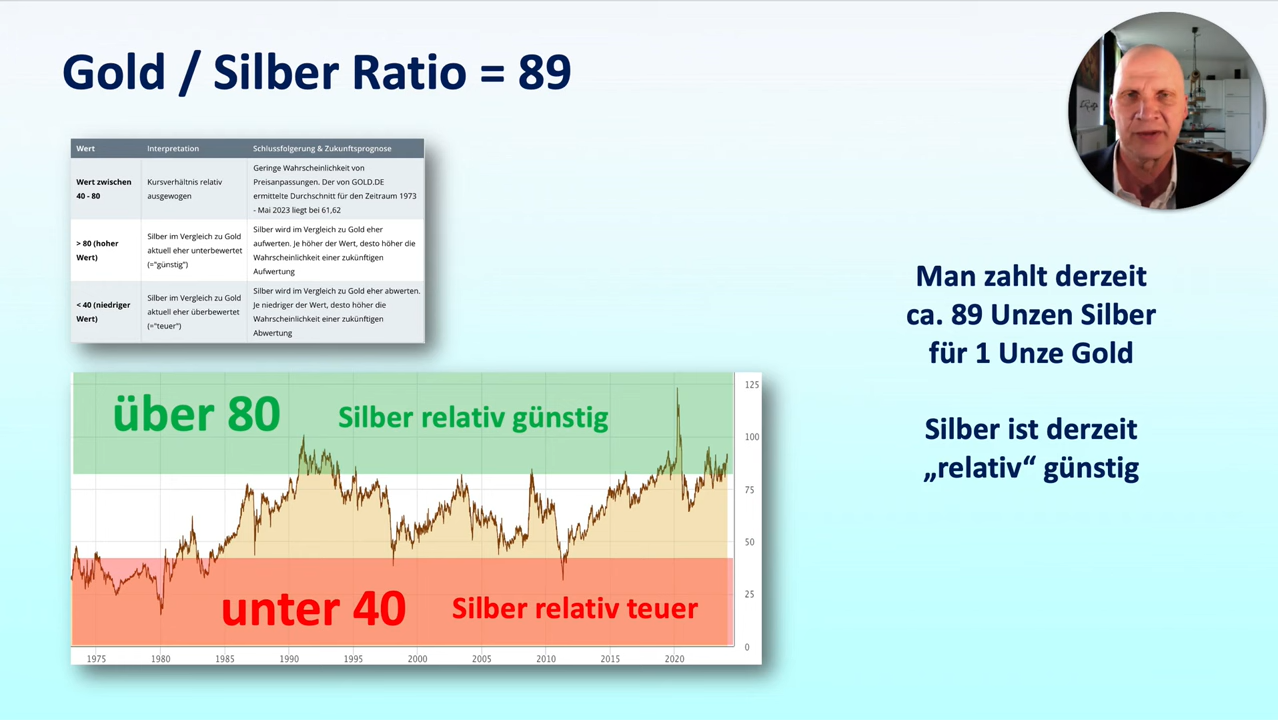 Gold / Silber Ratio = 89
Wert Interpretation Schlussfolgerung & Zukunftsprognose
Wert zwischen
40 - 80
Kursverhältnis relativ
ausgewogen
Geringe Wahrscheinlichkeit von
Preisanpassungen. Der von GOLD.DE
ermittelte Durchschnitt für den Zeitraum 1973
- Mai 2023 liegt bei 61,62
> 80 (hoher
Wert)
Silber im Vergleich zu Gold
aktuell eher unterbewertet
(="günstig")
Silber wird im Vergleich zu Gold eher
aufwerten. Je höher der Wert, desto höher die
Wahrscheinlichkeit einer zukünftigen
Aufwertung
< 40 (niedriger
Wert)
Silber im Vergleich zu Gold
aktuell eher überbewertet
(="teuer")
Silber wird im Vergleich zu Gold eher abwerten.
Je niedriger der Wert, desto höher die
Wahrscheinlichkeit einer zukünftigen
Abwertung
Man zahlt derzeit
ca. 89 Unzen Silber
für 1 Unze Gold
Silber ist derzeit
„relativ“ günstig
über 80 Silber relativ günstig
unter 40 Silber relativ teuer
125
100
75
50
25
0
1975 1980 1985 1990 1995 2000 2005 2010 2015 2020